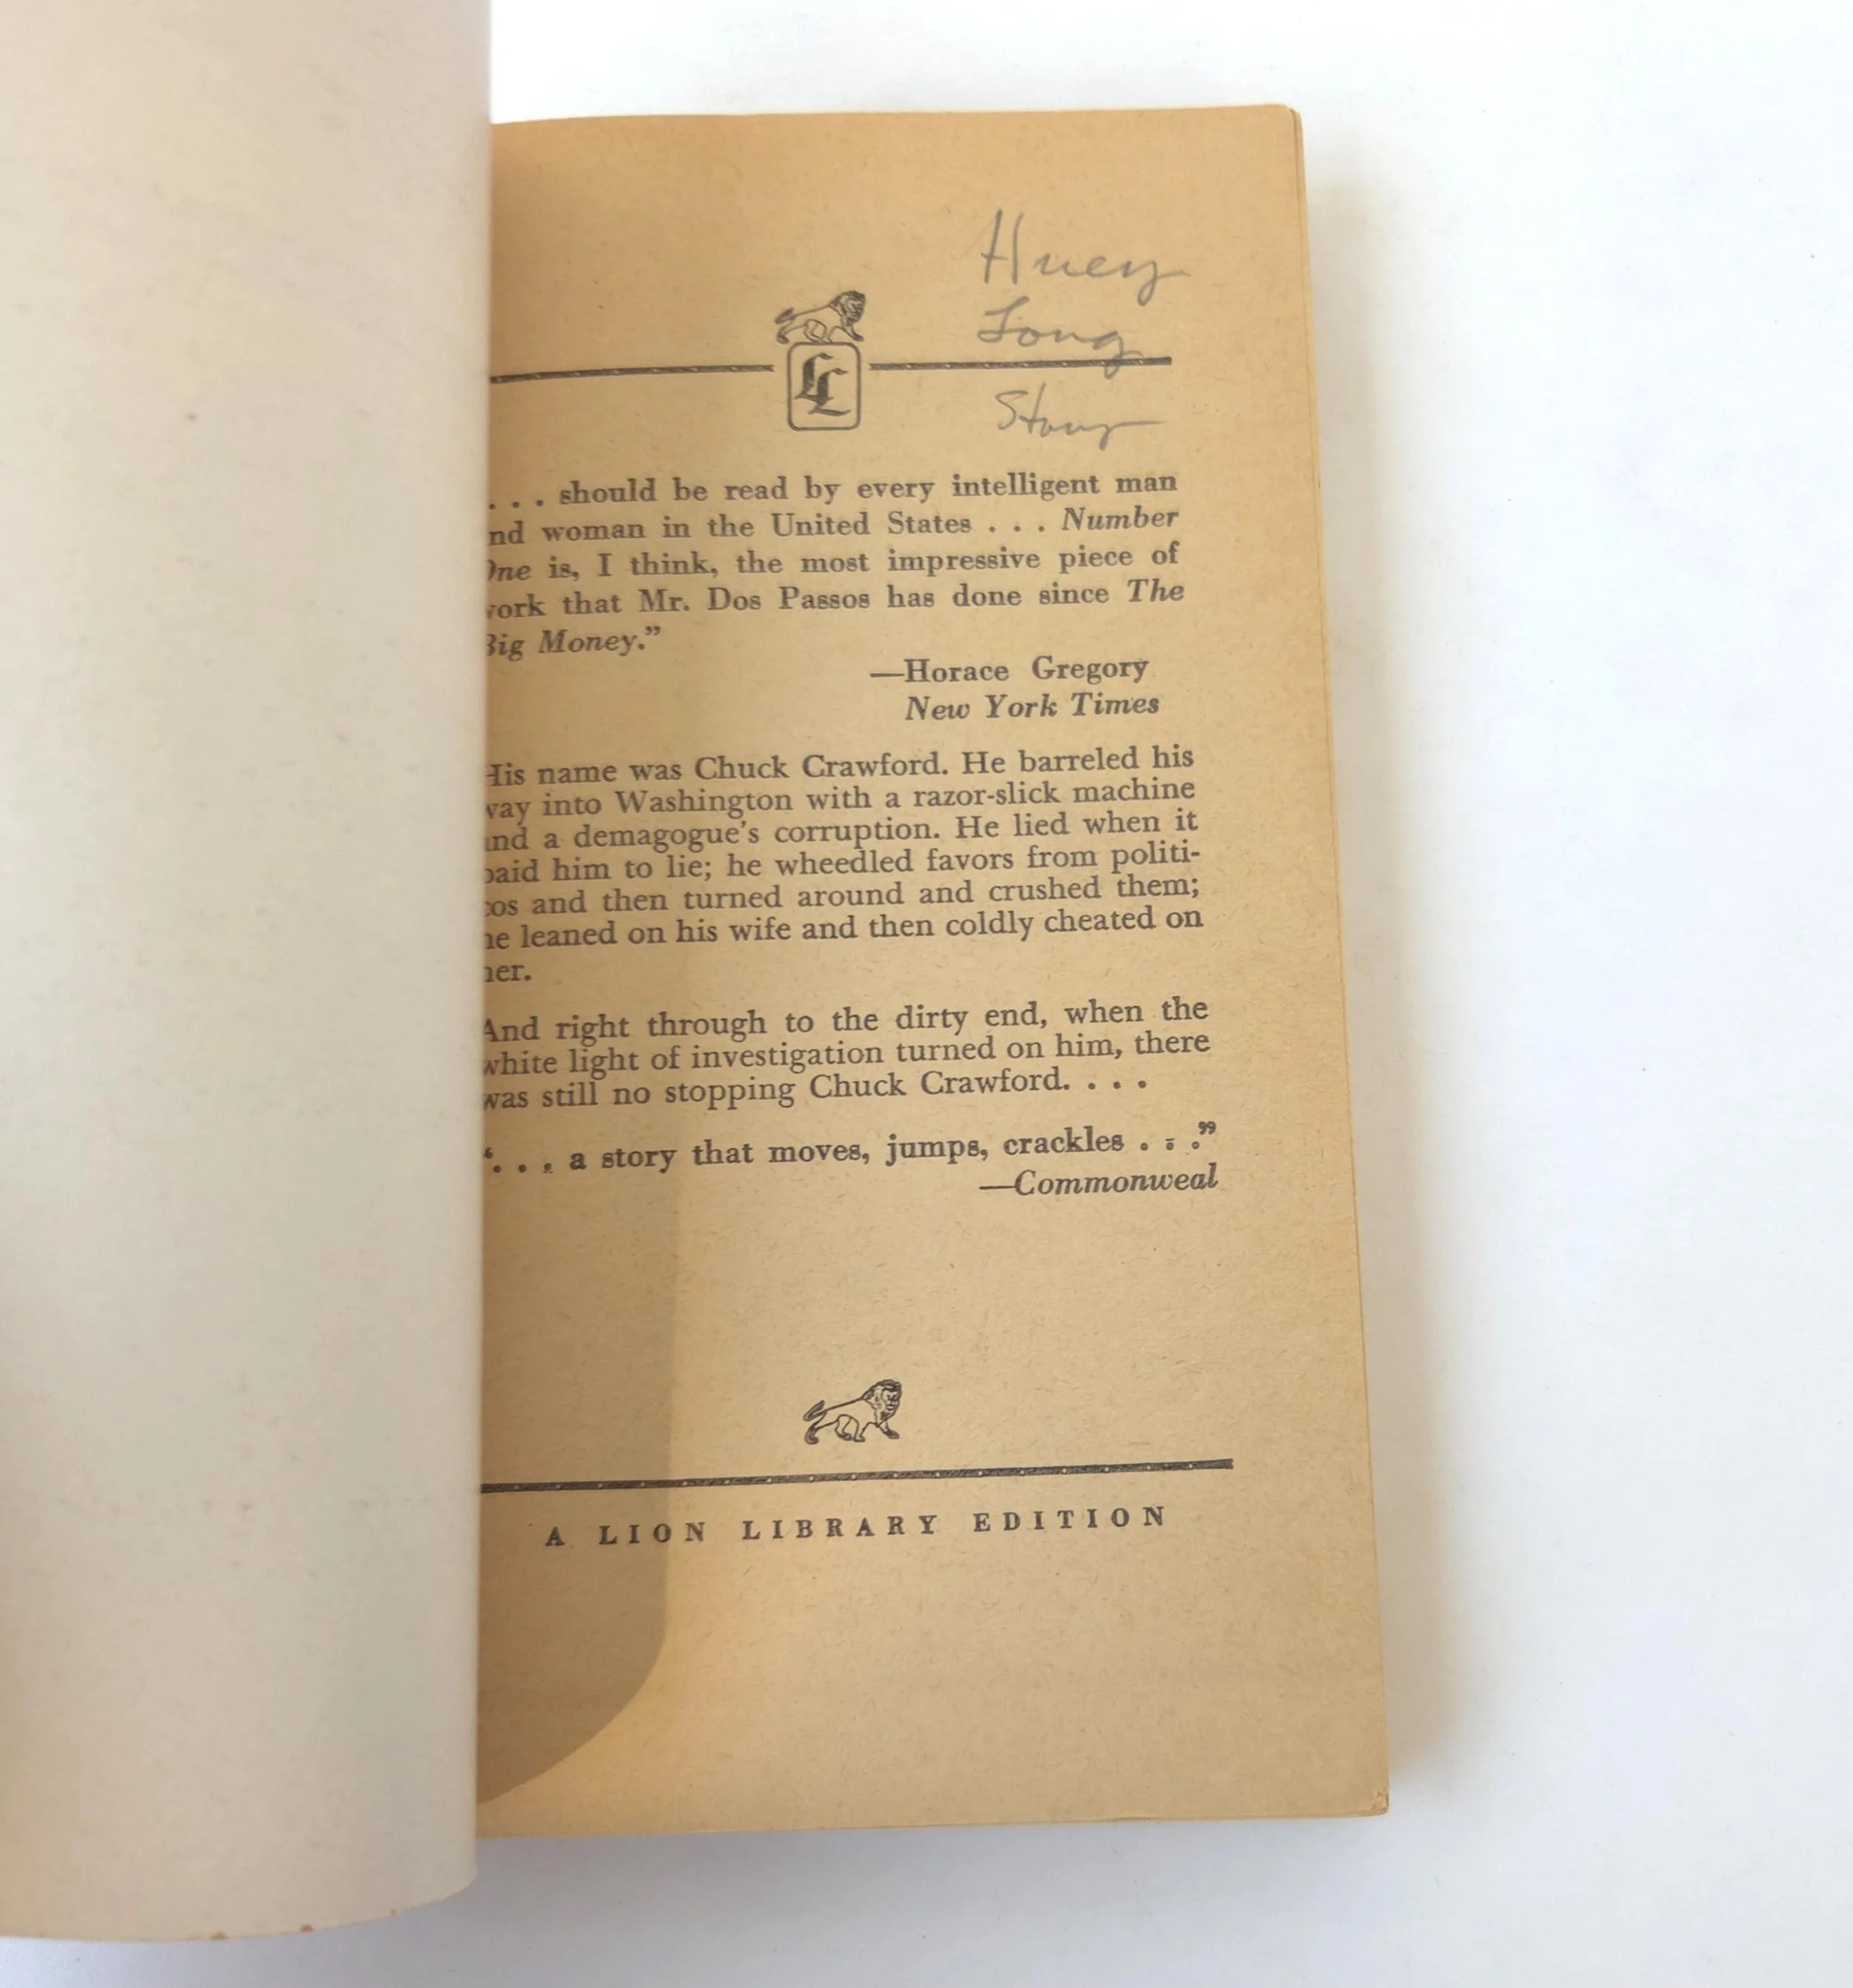 Huey
Long
Story
LL
. . . should be read by every intelligent man
nd woman in the United States . . . Number
One is, I think, the most impressive piece of
work that Mr. Dos Passos has done since The
Big Money.”
—Horace Gregory
New York Times
His name was Chuck Crawford. He barreled his
way into Washington with a razor-slick machine
and a demagogue’s corruption. He lied when it
paid him to lie; he wheedled favors from politi-
cos and then turned around and crushed them;
he leaned on his wife and then coldly cheated on
her.
And right through to the dirty end, when the
white light of investigation turned on him, there
was still no stopping Chuck Crawford. . . .
“. . . a story that moves, jumps, crackles . . .”
—Commonweal
A LION LIBRARY EDITION